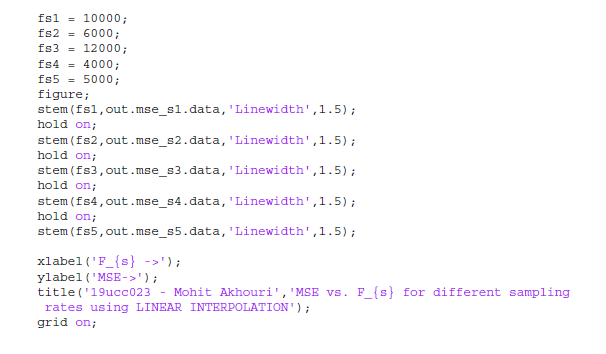 fs1 = 10000;
fs2 = 6000;
fs3 = 12000;
fs4 = 4000;
fs5 = 5000;
figure;
stem(fs1,out.mse_s1.data,'Linewidth',1.5);
hold on;
stem(fs2,out.mse_s2.data,'Linewidth',1.5);
hold on;
stem(fs3,out.mse_s3.data,'Linewidth',1.5);
hold on;
stem(fs4,out.mse_s4.data,'Linewidth',1.5);
hold on;
stem(fs5,out.mse_s5.data,'Linewidth',1.5);
xlabel('F_{s} ->');
ylabel('MSE->');
title('19ucc023 - Mohit Akhouri','MSE vs. F_{s} for different sampling
rates using LINEAR INTERPOLATION');
grid on;